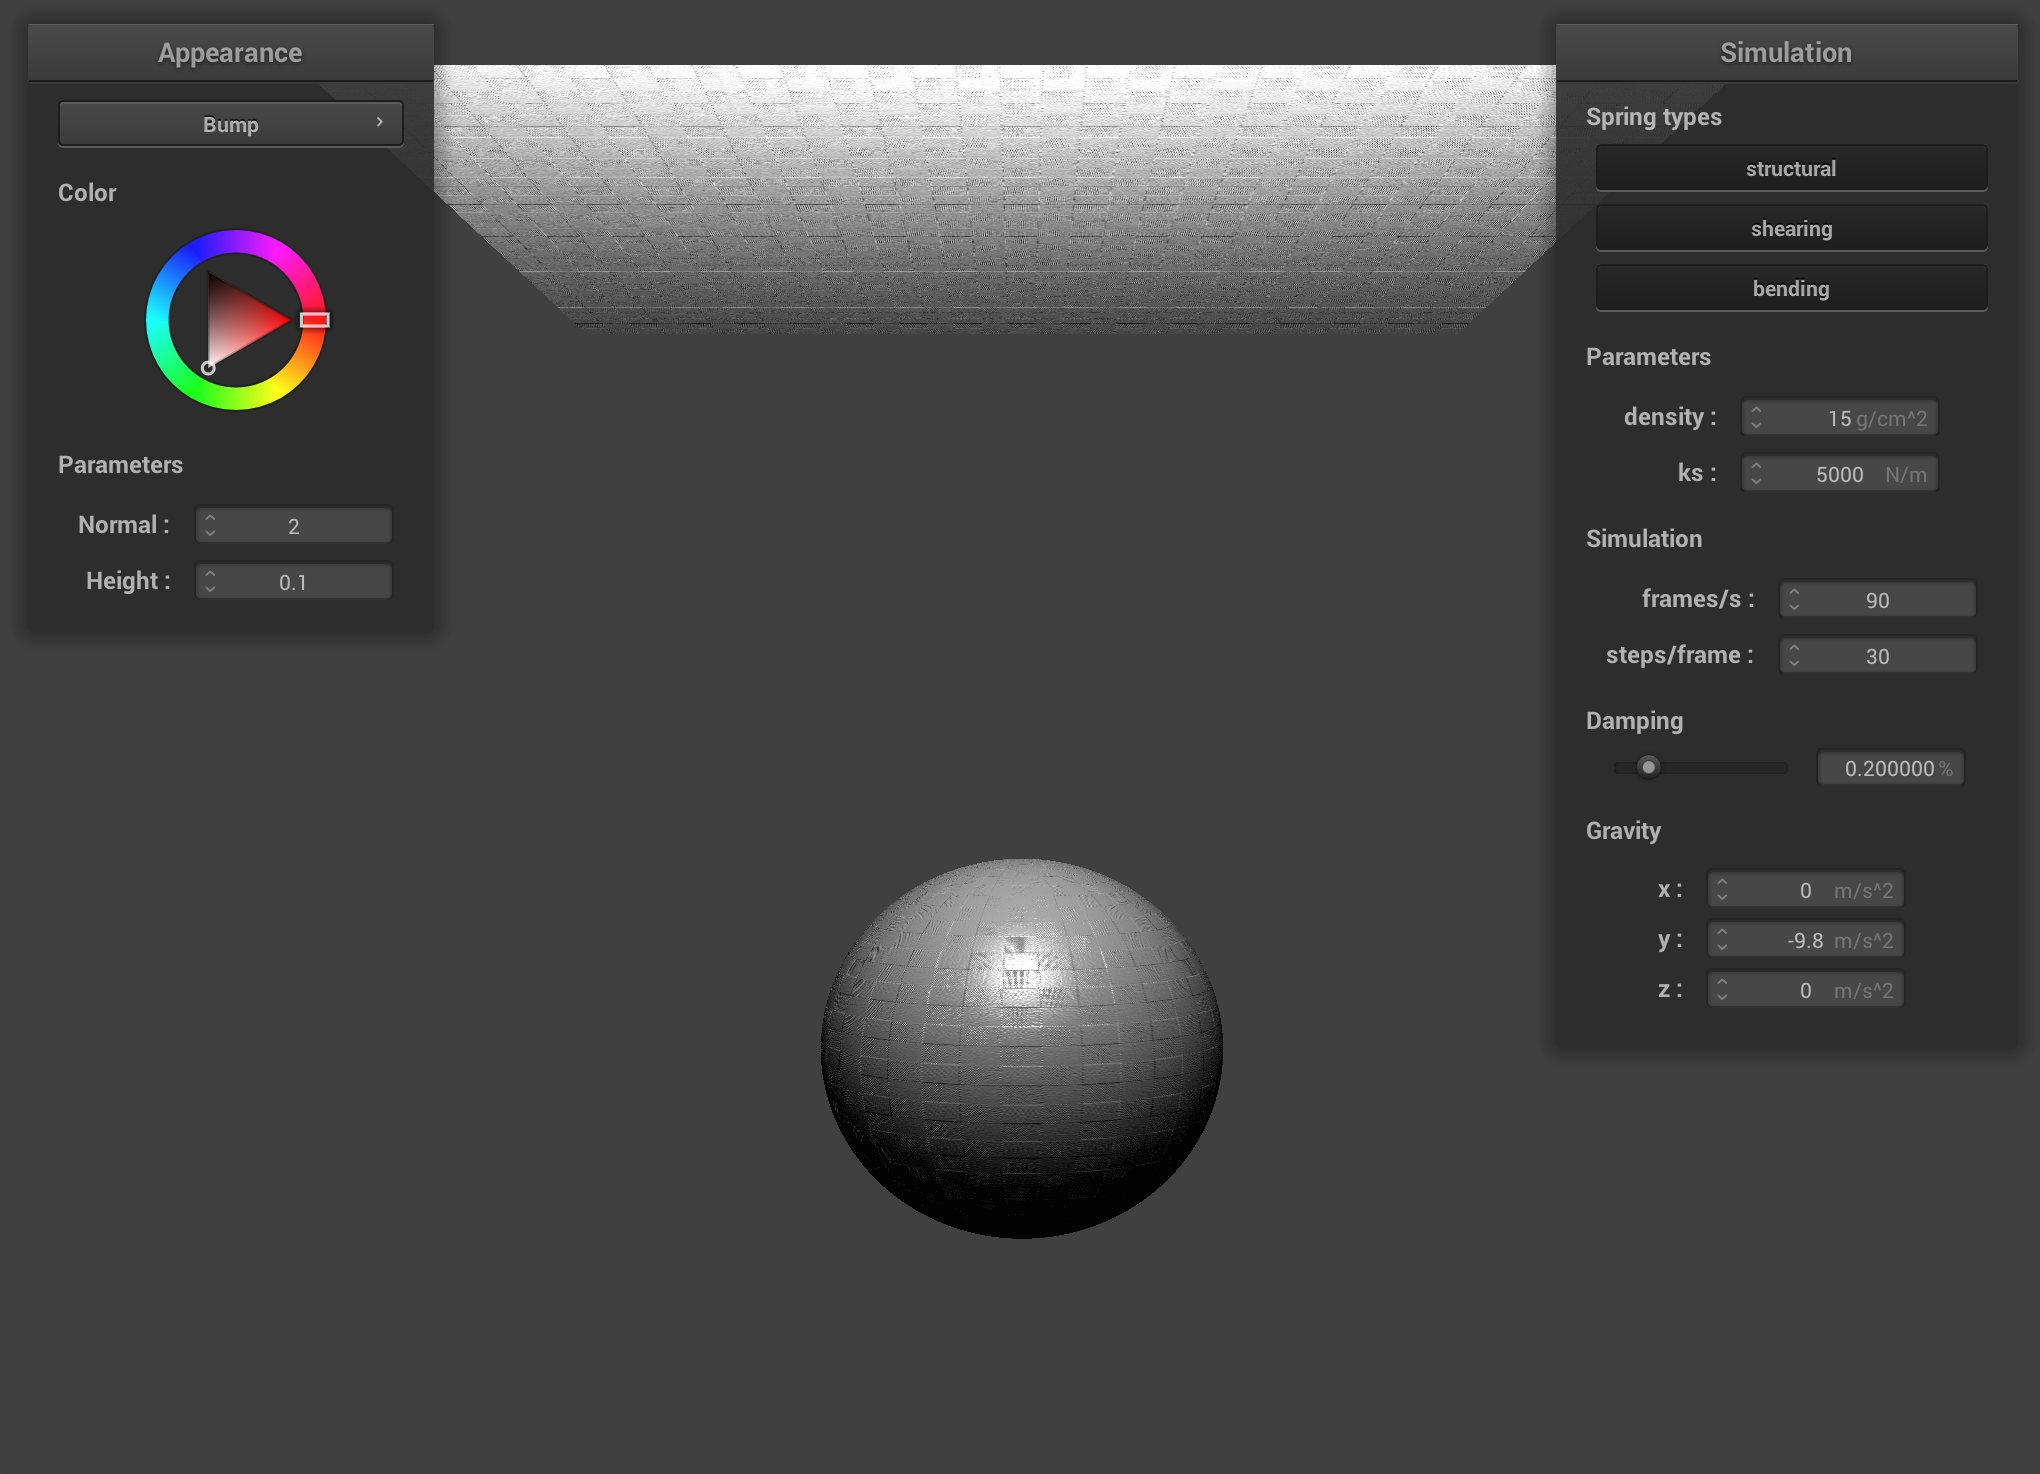 Appearance
Bump
Color
Parameters
Normal : 2
Height : 0.1
Simulation
Spring types
structural
shearing
bending
Parameters
density : 15 g/cm^2
ks : 5000 N/m
Simulation
frames/s : 90
steps/frame : 30
Damping
0.200000 %
Gravity
x : 0 m/s^2
y : -9.8 m/s^2
z : 0 m/s^2